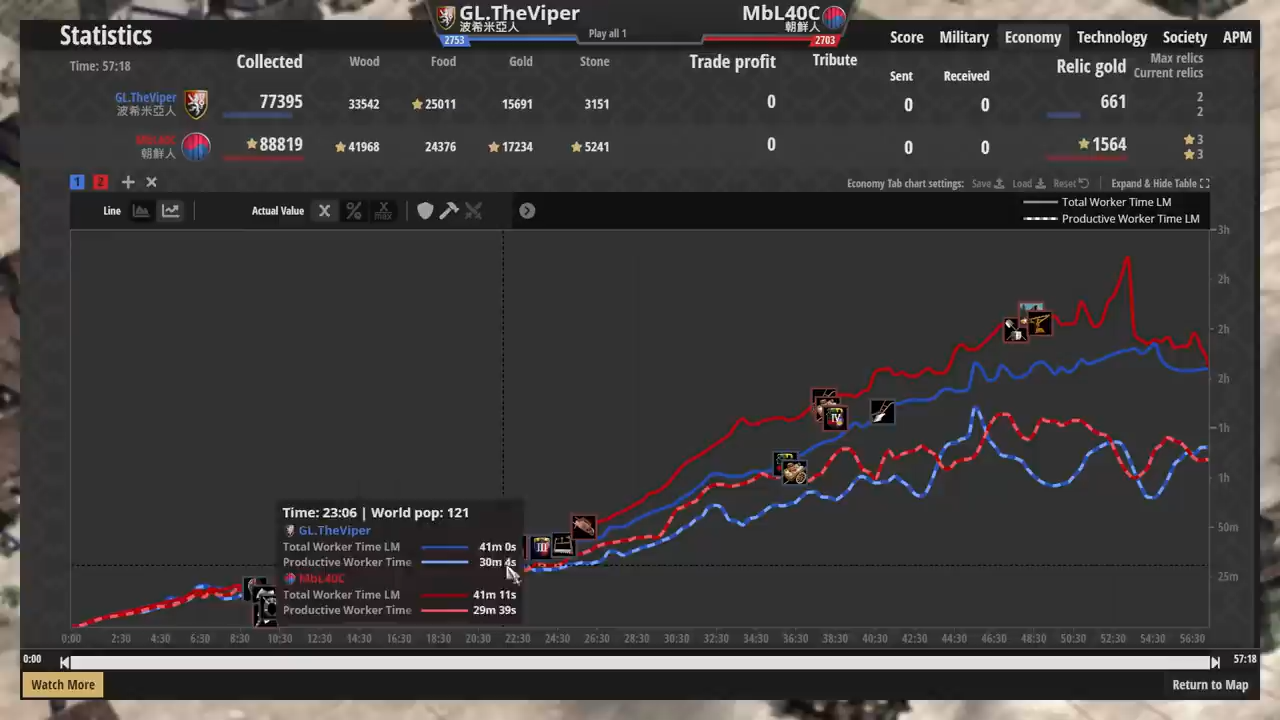 GL.TheViper
波希米亞人
2753
Play all 1
MbL40C
朝鮮人
2703
Statistics
Score Military Economy Technology Society APM
Time: 57:18
Collected Wood Food Gold Stone Trade profit Tribute Sent Received Relic gold Max relics
Current relics
GL.TheViper
波希米亞人
77395 33542 25011 15691 3151 0 0 0 661 2
2
MbL40C
朝鮮人
88819 41968 24376 17234 5241 0 0 0 1564 3
3
1 2
Economy Tab chart settings: Save Load Reset Expand & Hide Table
Line Actual Value X % X max
Total Worker Time LM
Productive Worker Time LM
3h
2h
2h
2h
1h
1h
50m
25m
IV
III
Time: 23:06 | World pop: 121
GL.TheViper
Total Worker Time LM 41m 0s
Productive Worker Time 30m 4s
MbL40C
Total Worker Time LM 41m 11s
Productive Worker Time 29m 39s
0:00 2:30 4:30 6:30 8:30 10:30 12:30 14:30 16:30 18:30 20:30 22:30 24:30 26:30 28:30 30:30 32:30 34:30 36:30 38:30 40:30 42:30 44:30 46:30 48:30 50:30 52:30 54:30 56:30
0:00 57:18
Watch More
Return to Map